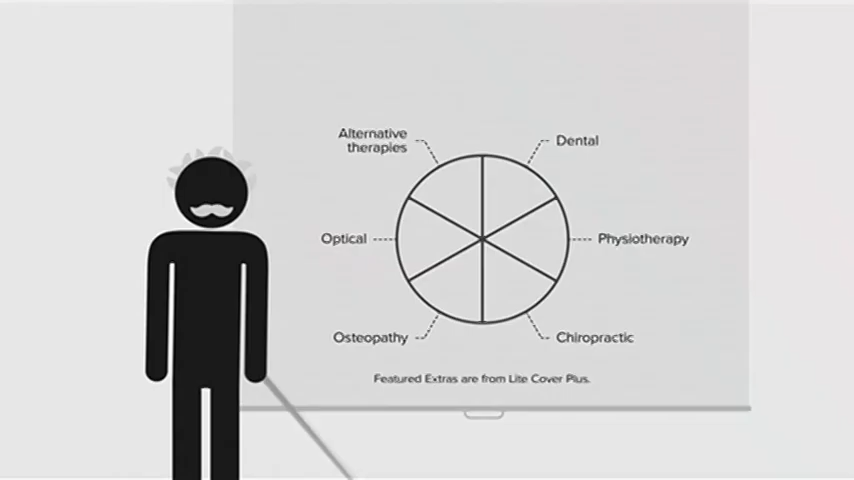 Alternative
therapies
Dental
Optical
Physiotherapy
Osteopathy
Chiropractic
Featured Extras are from Lite Cover Plus.